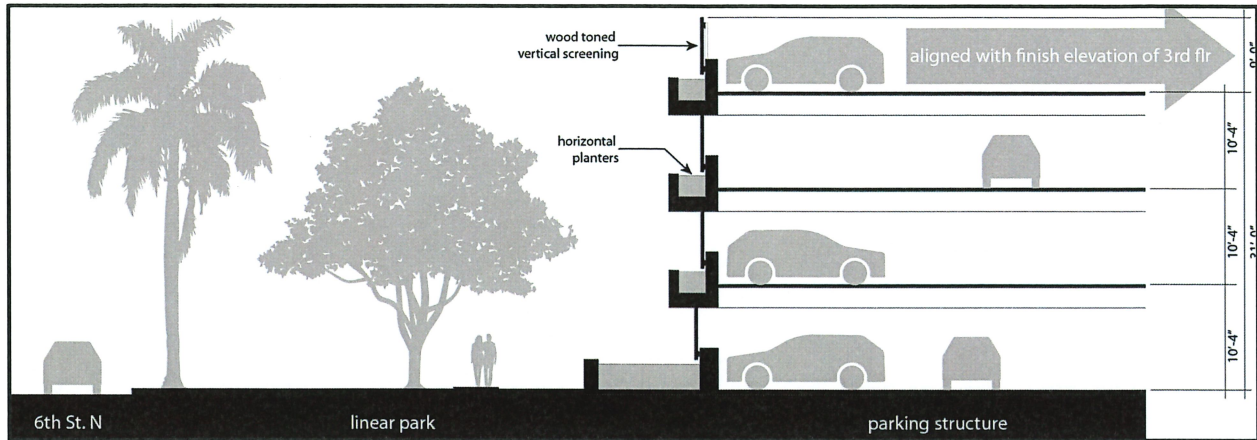 wood toned
vertical screening
aligned with finish elevation of 3rd flr
horizontal
planters
10'-4"
10'-4"
10'-4"
6th St. N
linear park
parking structure